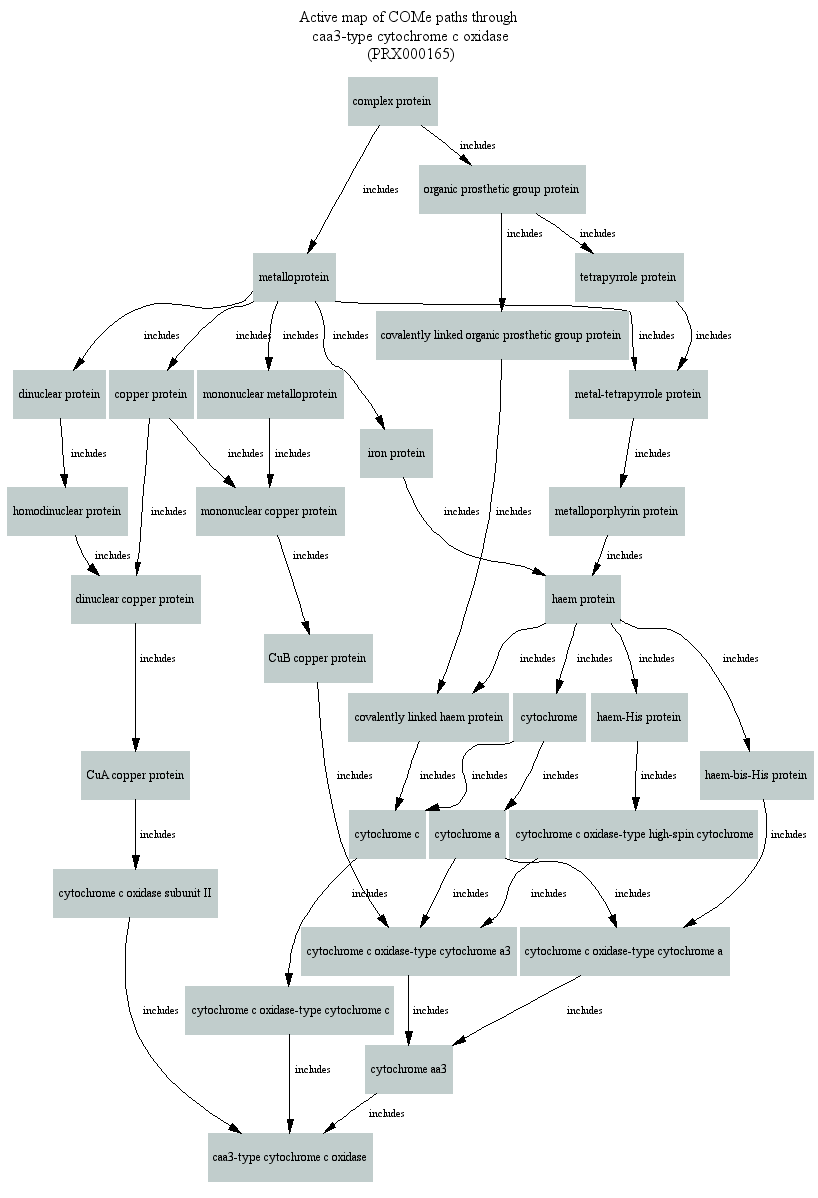 Active map of COMe paths through
caa3-type cytochrome c oxidase
(PRX000165)
complex protein
includes
includes
organic prosthetic group protein
includes
includes
metalloprotein
tetrapyrrole protein
includes
includes
includes
includes
includes
includes
covalently linked organic prosthetic group protein
dinuclear protein
copper protein
mononuclear metalloprotein
metal-tetrapyrrole protein
includes
includes
includes
iron protein
includes
homodinuclear protein
includes
mononuclear copper protein
includes
includes
metalloporphyrin protein
includes
includes
includes
dinuclear copper protein
haem protein
includes
CuB copper protein
includes
includes
includes
includes
covalently linked haem protein
cytochrome
haem-His protein
CuA copper protein
includes
includes
includes
includes
includes
haem-bis-His protein
includes
cytochrome c
cytochrome a
cytochrome c oxidase-type high-spin cytochrome
includes
cytochrome c oxidase subunit II
includes
includes
includes
includes
cytochrome c oxidase-type cytochrome a3
cytochrome c oxidase-type cytochrome a
includes
cytochrome c oxidase-type cytochrome c
includes
includes
includes
cytochrome aa3
includes
caa3-type cytochrome c oxidase